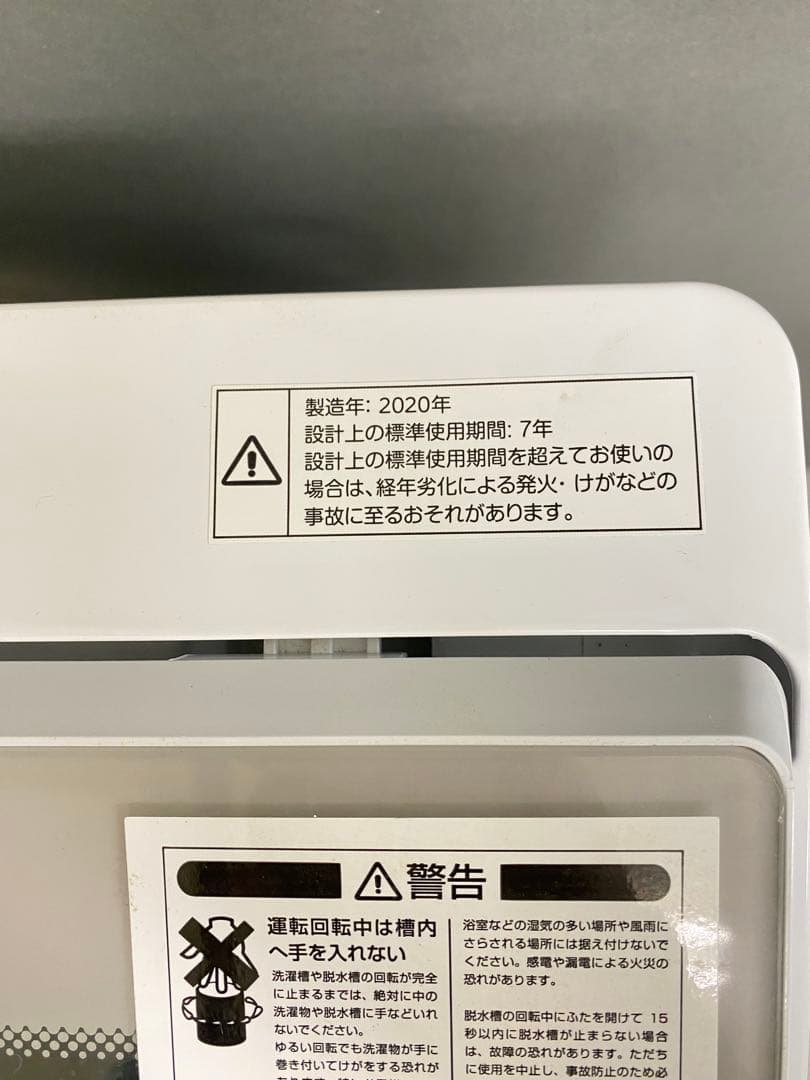 製造年: 2020年
設計上の標準使用期間: 7年
設計上の標準使用期間を超えてお使いの
場合は、経年劣化による発火・けがなどの
事故に至るおそれがあります。
警告
運転回転中は槽内
へ手を入れない
洗濯槽や脱水槽の回転が完全
に止まるまでは、絶対に中の
洗濯物や脱水槽に手などいれ
ないでください。
ゆるい回転でも洗濯物が手に
巻き付いてけがをする恐れが
浴室などの湿気の多い場所や風雨に
さらされる場所には据え付けないで
ください。感電や漏電による火災の
恐れがあります。
脱水槽の回転中にふたを開けて 15
秒以内に脱水槽が止まらない場合
は、故障の恐れがあります。ただち
に使用を中止し、事故防止のため必